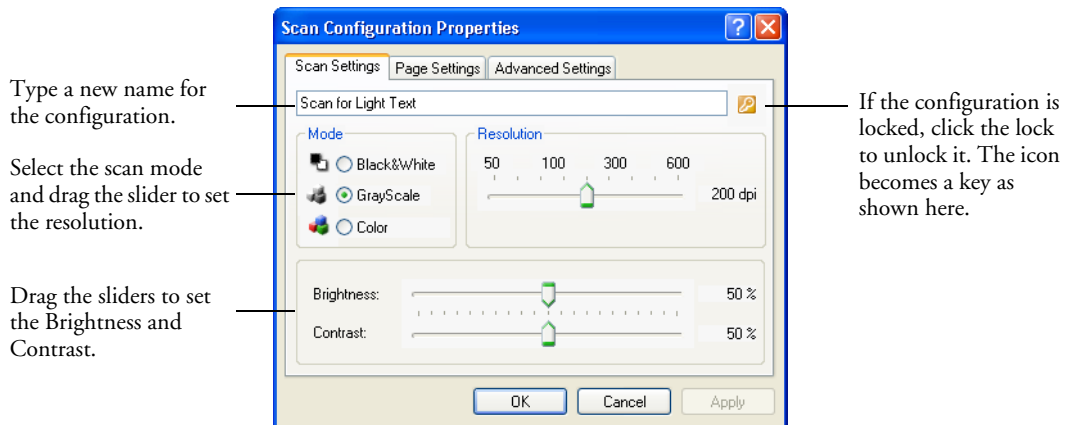 Scan Configuration Properties
Scan Settings Page Settings Advanced Settings
Type a new name for
the configuration.
Scan for Light Text
If the configuration is
locked, click the lock
to unlock it. The icon
becomes a key as
shown here.
Select the scan mode
and drag the slider to set
the resolution.
Mode
Black&White
GrayScale
Color
Resolution
50 100 300 600
200 dpi
Drag the sliders to set
the Brightness and
Contrast.
Brightness: 50 %
Contrast: 50 %
OK Cancel Apply